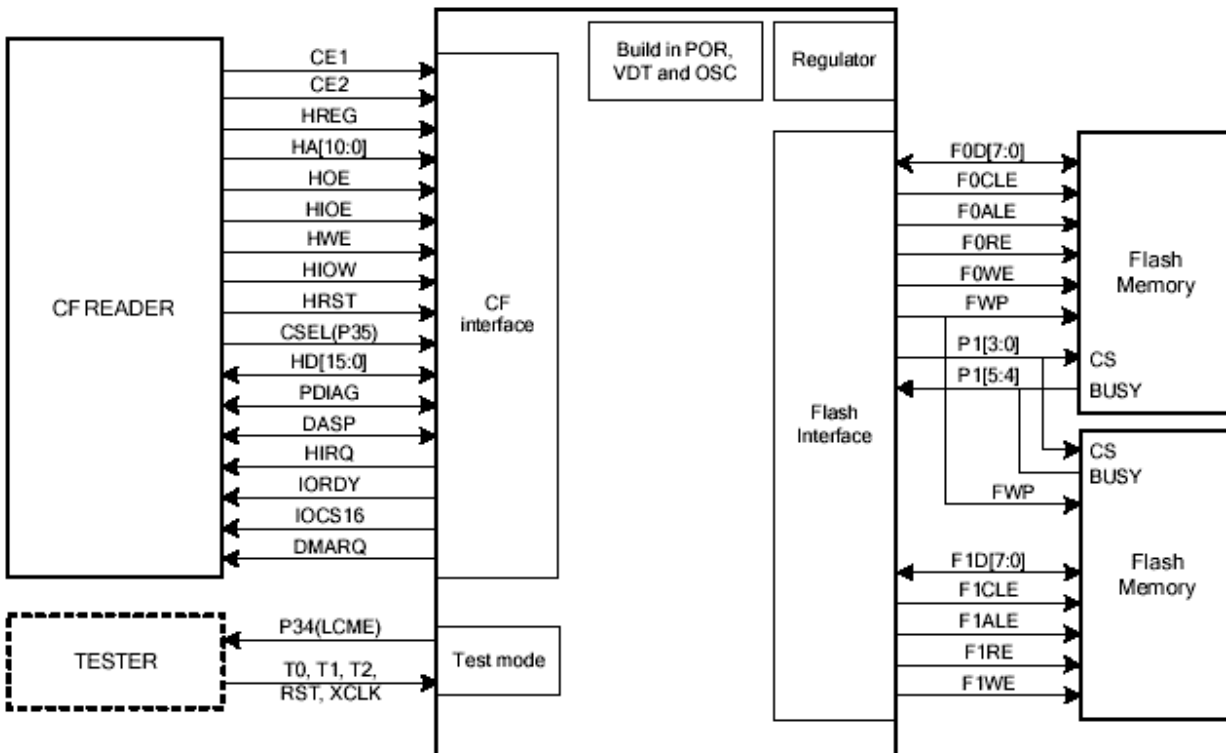 CF READER
CE1
CE2
HREG
HA[10:0]
HOE
HIOE
HWE
HIOW
HRST
CSEL(P35)
HD[15:0]
PDIAG
DASP
HIRQ
IORDY
IOCS16
DMARQ
CF
interface
TESTER
P34(LCME)
T0, T1, T2,
RST, XCLK
Test mode
Build in POR,
VDT and OSC
Regulator
Flash
Interface
F0D[7:0]
F0CLE
F0ALE
F0RE
F0WE
FWP
P1[3:0]
P1[5:4]
Flash
Memory
CS
BUSY
CS
BUSY
FWP
F1D[7:0]
F1CLE
F1ALE
F1RE
F1WE
Flash
Memory